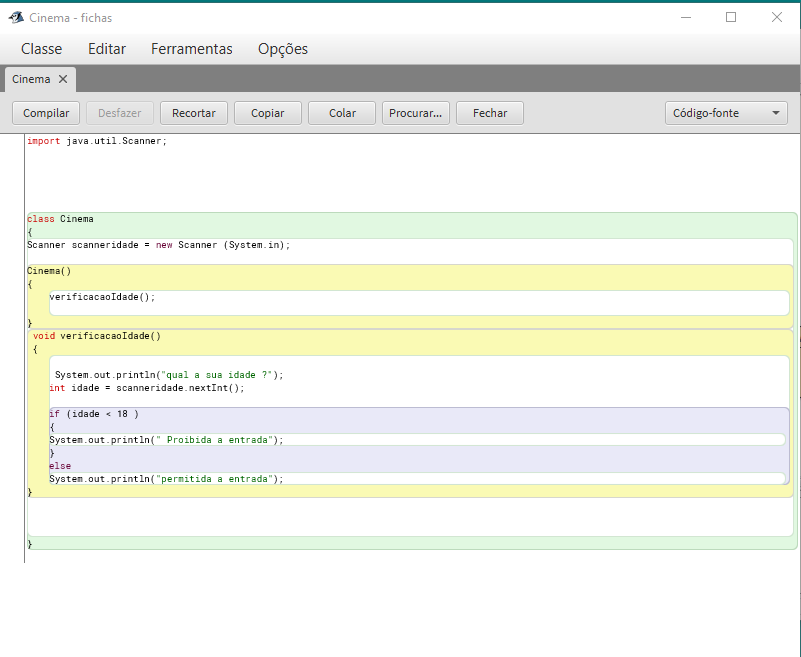 Cinema - fichas
Classe Editar Ferramentas Opções
Cinema
Compilar Desfazer Recortar Copiar Colar Procurar... Fechar Código-fonte
import java.util.Scanner;
class Cinema
{
Scanner scanneridade = new Scanner (System.in);
Cinema()
{
verificacaoIdade();
}
void verificacaoIdade()
{
System.out.println("qual a sua idade ?");
int idade = scanneridade.nextInt();
if (idade < 18 )
{
System.out.println(" Proibida a entrada");
}
else
System.out.println("permitida a entrada");
}
}